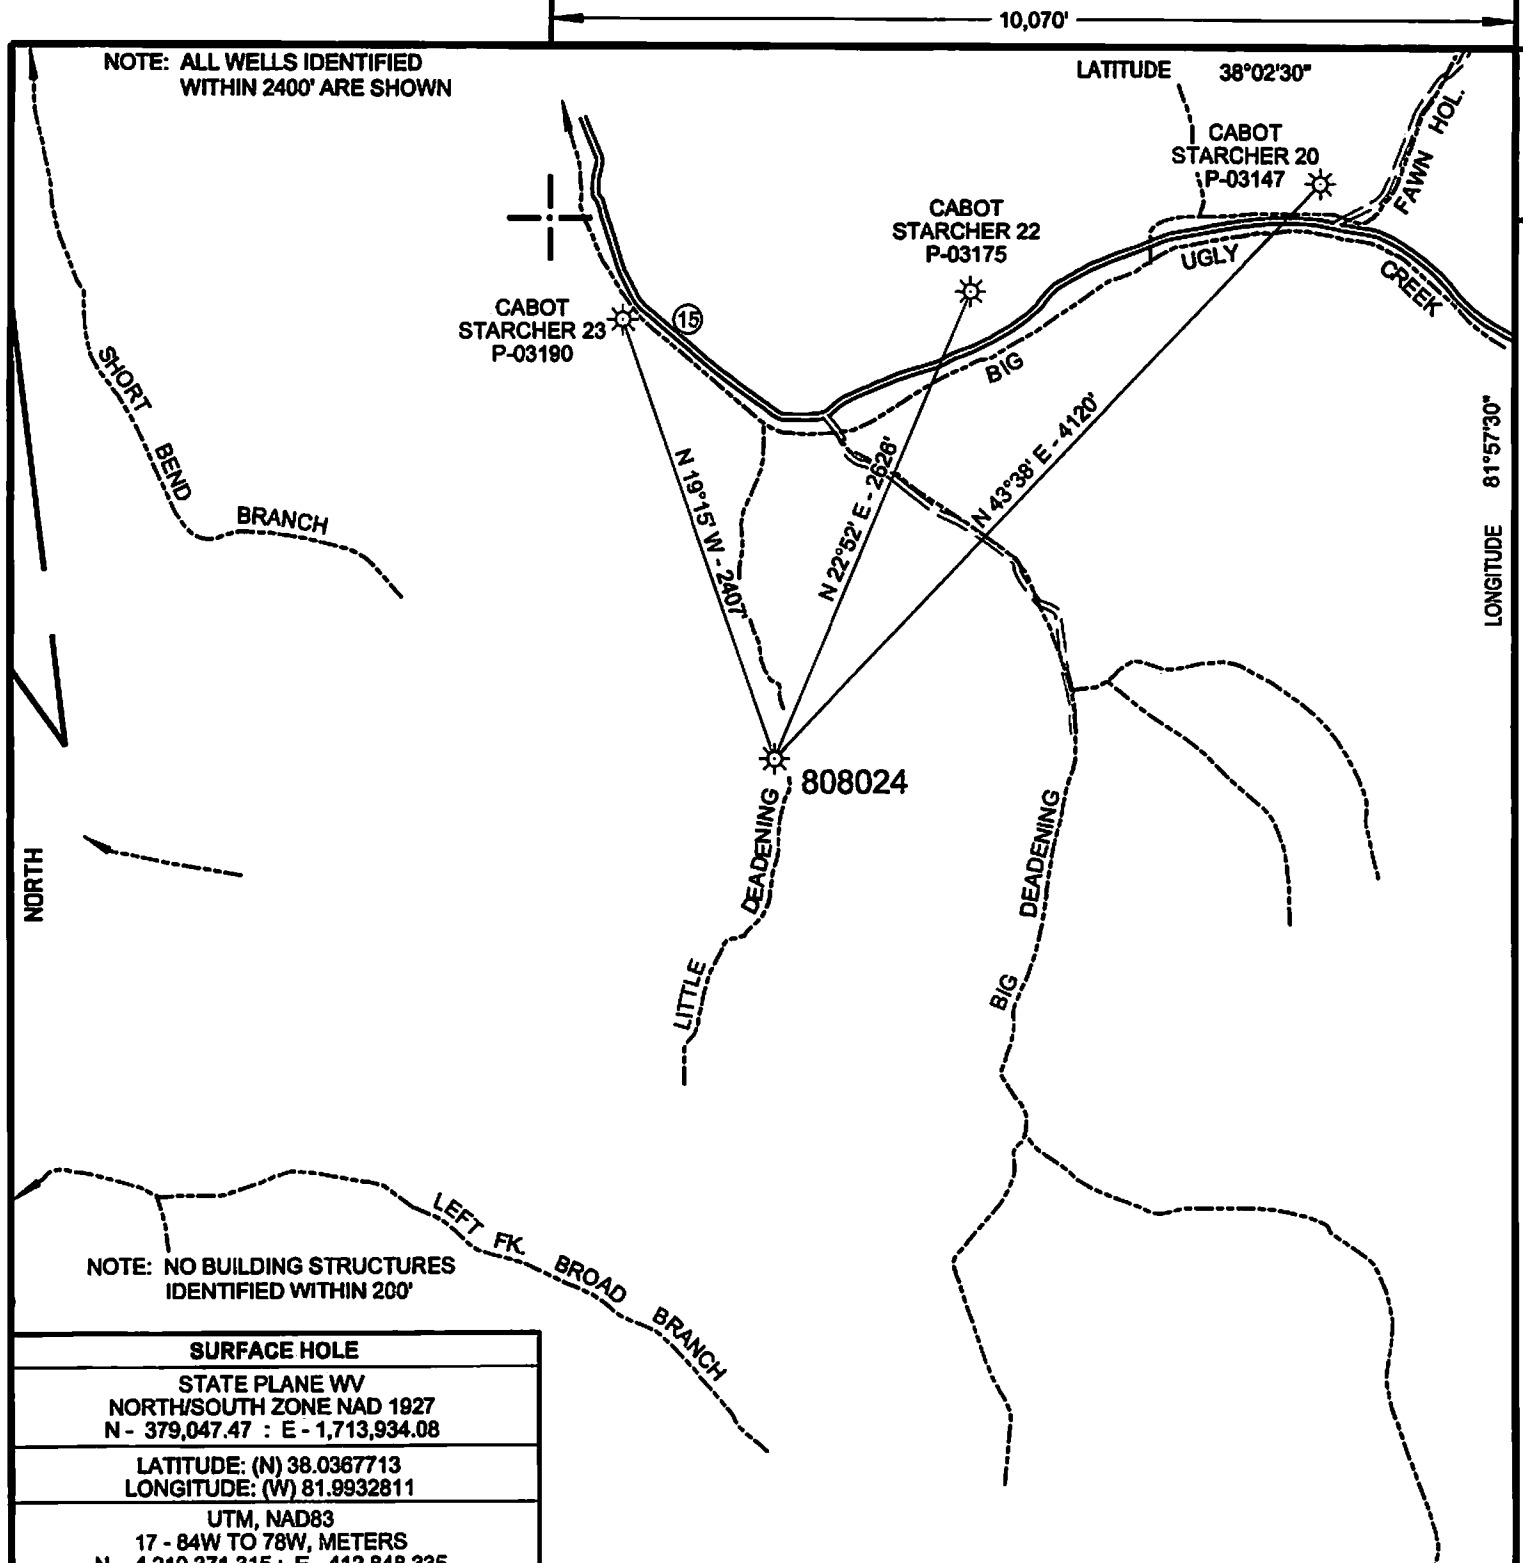 10,070'
NOTE: ALL WELLS IDENTIFIED
WITHIN 2400' ARE SHOWN
LATITUDE 38°02'30"
CABOT
STARCHER 20
P-03147
FAWN HOL.
CABOT
STARCHER 22
P-03175
UGLY
CREEK
CABOT
STARCHER 23
P-03190
15
BIG
SHORT
BEND
BRANCH
N 19°15' W - 2407'
N 22°52' E - 2626'
N 43°38' E - 4120'
LONGITUDE 81°57'30"
808024
NORTH
LITTLE
DEADENING
BIG
DEADENING
LEFT FK. BROAD BRANCH
NOTE: NO BUILDING STRUCTURES
IDENTIFIED WITHIN 200'
SURFACE HOLE
STATE PLANE WV
NORTH/SOUTH ZONE NAD 1927
N - 379,047.47 : E - 1,713,934.08
LATITUDE: (N) 38.0367713
LONGITUDE: (W) 81.9932811
UTM, NAD83
17 - 84W TO 78W, METERS